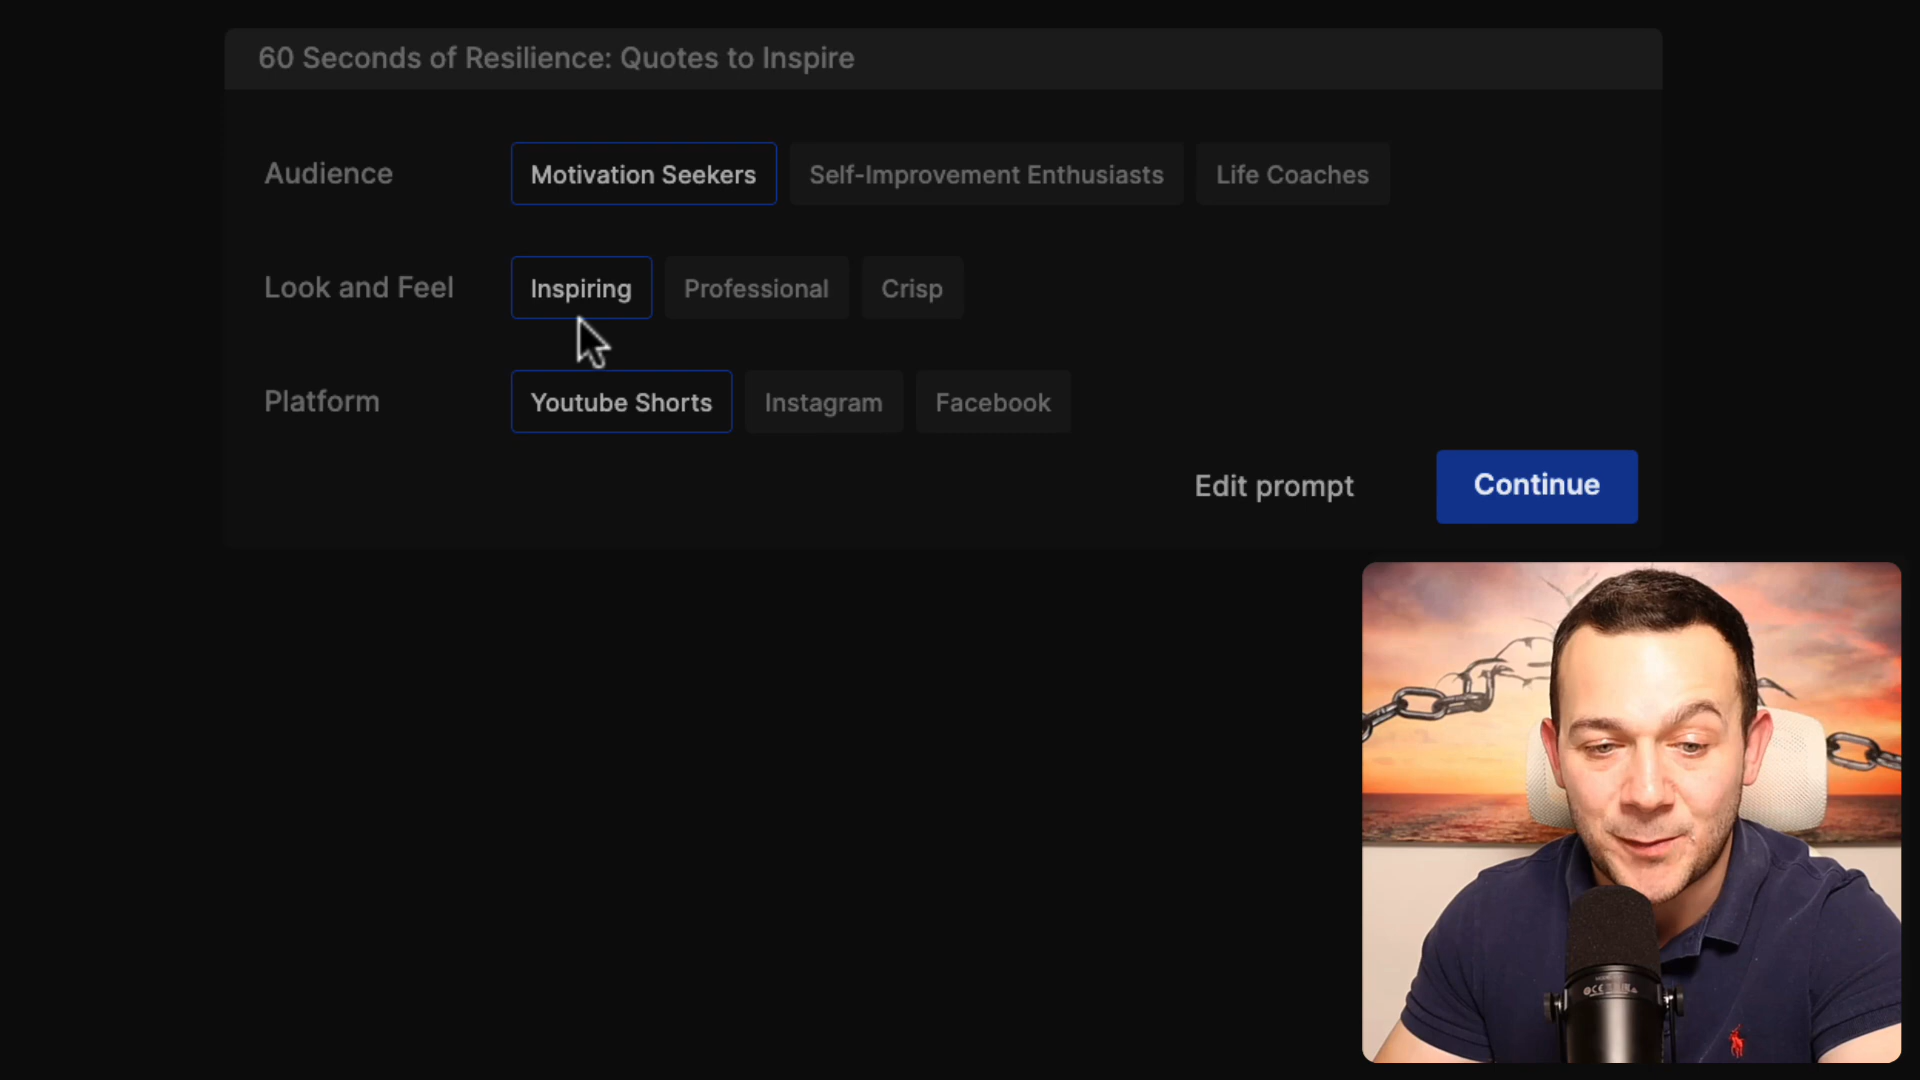 60 Seconds of Resilience: Quotes to Inspire
Audience
Motivation Seekers
Self-Improvement Enthusiasts
Life Coaches
Look and Feel
Inspiring
Professional
Crisp
Platform
Youtube Shorts
Instagram
Facebook
Edit prompt
Continue